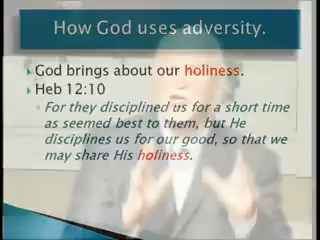 How God uses adversity.
God brings about our holiness.
Heb 12:10
For they disciplined us for a short time
as seemed best to them, but He
disciplines us for our good, so that we
may share His holiness.